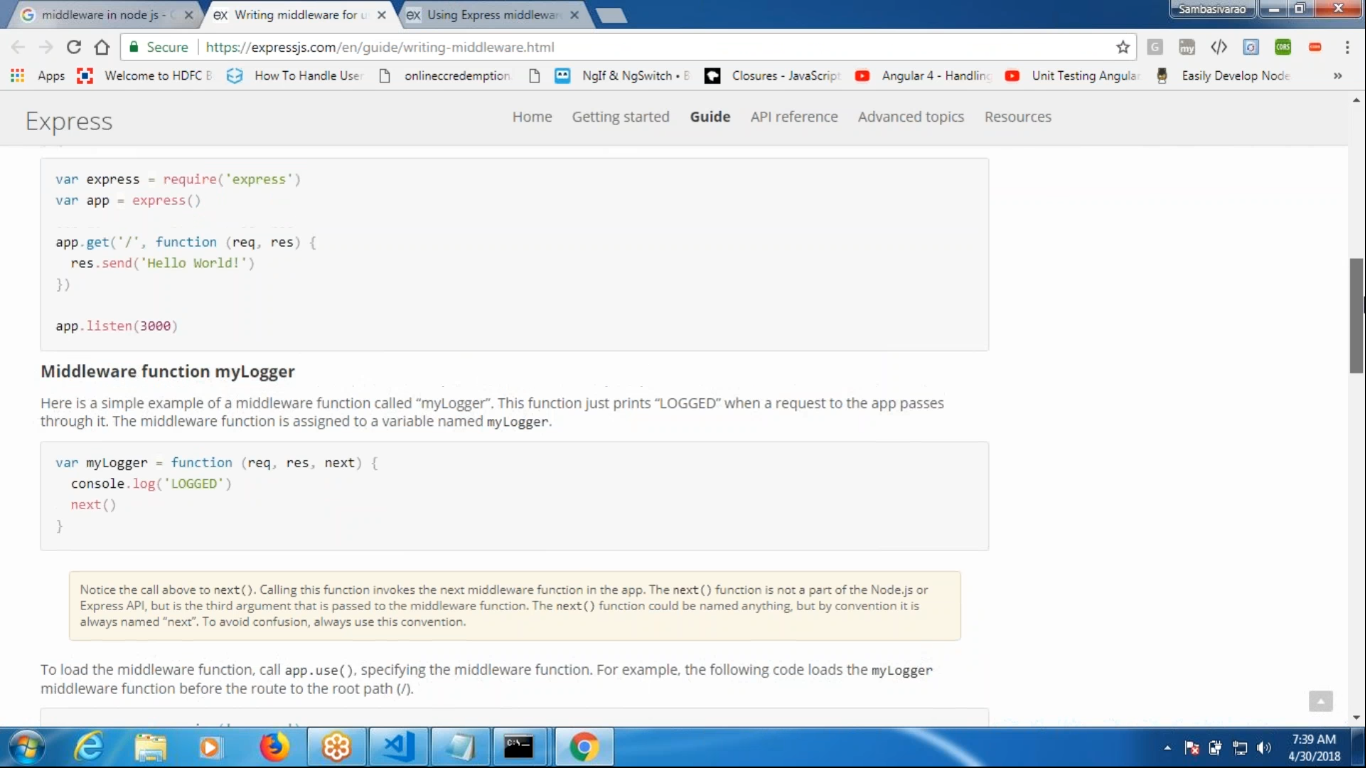 middleware in node js -
Writing middleware for u
Using Express middlewar
Sambasivarao
Secure
https://expressjs.com/en/guide/writing-middleware.html
Apps
Welcome to HDFC B
How To Handle User
onlineccredemption
NgIf & NgSwitch • B
Closures - JavaScript
Angular 4 - Handling
Unit Testing Angular
Easily Develop Node
»
Express
Home
Getting started
Guide
API reference
Advanced topics
Resources
var express = require('express')
var app = express()
app.get('/', function (req, res) {
res.send('Hello World!')
})
app.listen(3000)
Middleware function myLogger
Here is a simple example of a middleware function called “myLogger”. This function just prints “LOGGED” when a request to the app passes
through it. The middleware function is assigned to a variable named myLogger.
var myLogger = function (req, res, next) {
console.log('LOGGED')
next()
}
Notice the call above to next(). Calling this function invokes the next middleware function in the app. The next() function is not a part of the Node.js or
Express API, but is the third argument that is passed to the middleware function. The next() function could be named anything, but by convention it is
always named “next”. To avoid confusion, always use this convention.
To load the middleware function, call app.use(), specifying the middleware function. For example, the following code loads the myLogger
middleware function before the route to the root path (/).
7:39 AM
4/30/2018